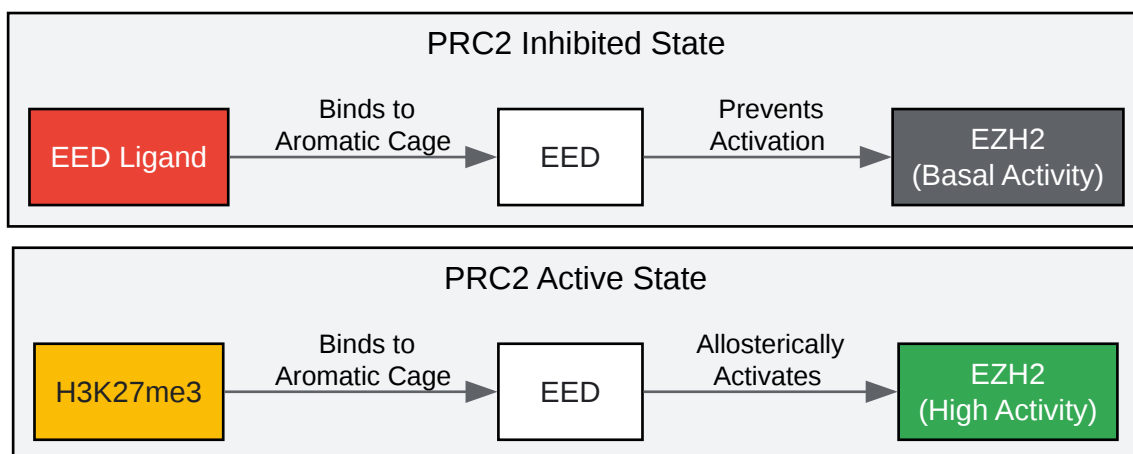 PRC2 Inhibited State
EED Ligand
Binds to
Aromatic Cage
EED
Prevents
Activation
EZH2
(Basal Activity)
PRC2 Active State
H3K27me3
Binds to
Aromatic Cage
EED
Allosterically
Activates
EZH2
(High Activity)